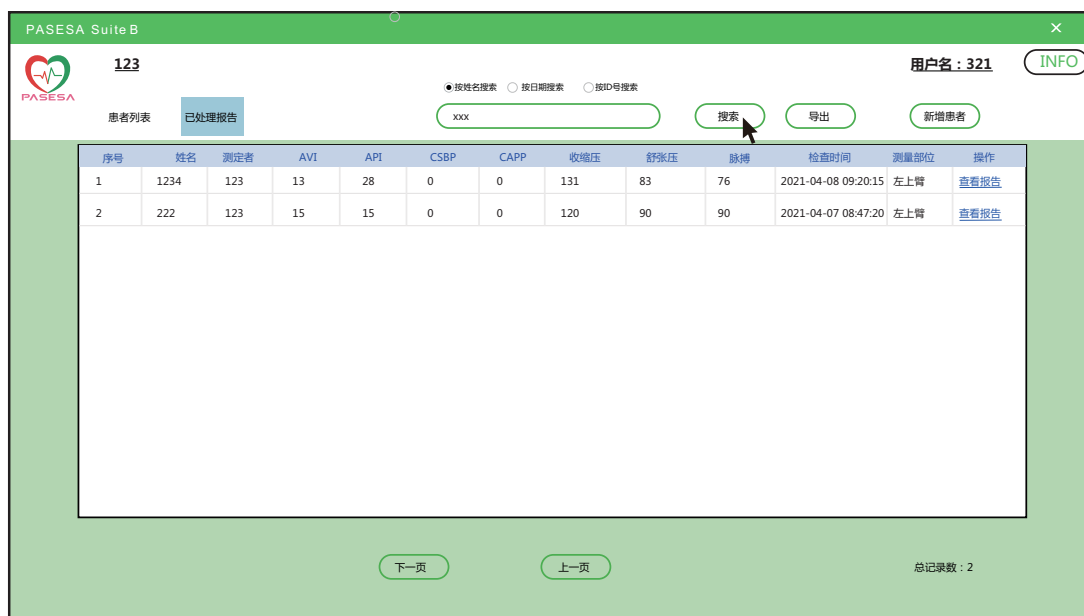 PASESA Suite B
×
PASESA
123
用户名：321
INFO
按姓名搜索 按日期搜索 按ID号搜索
患者列表 已处理报告 xxx 搜索 导出 新增患者
序号 姓名 测定者 AVI API CSBP CAPP 收缩压 舒张压 脉搏 检查时间 测量部位 操作
1 1234 123 13 28 0 0 131 83 76 2021-04-08 09:20:15 左上臂 查看报告
2 222 123 15 15 0 0 120 90 90 2021-04-07 08:47:20 左上臂 查看报告
下一页 上一页 总记录数：2